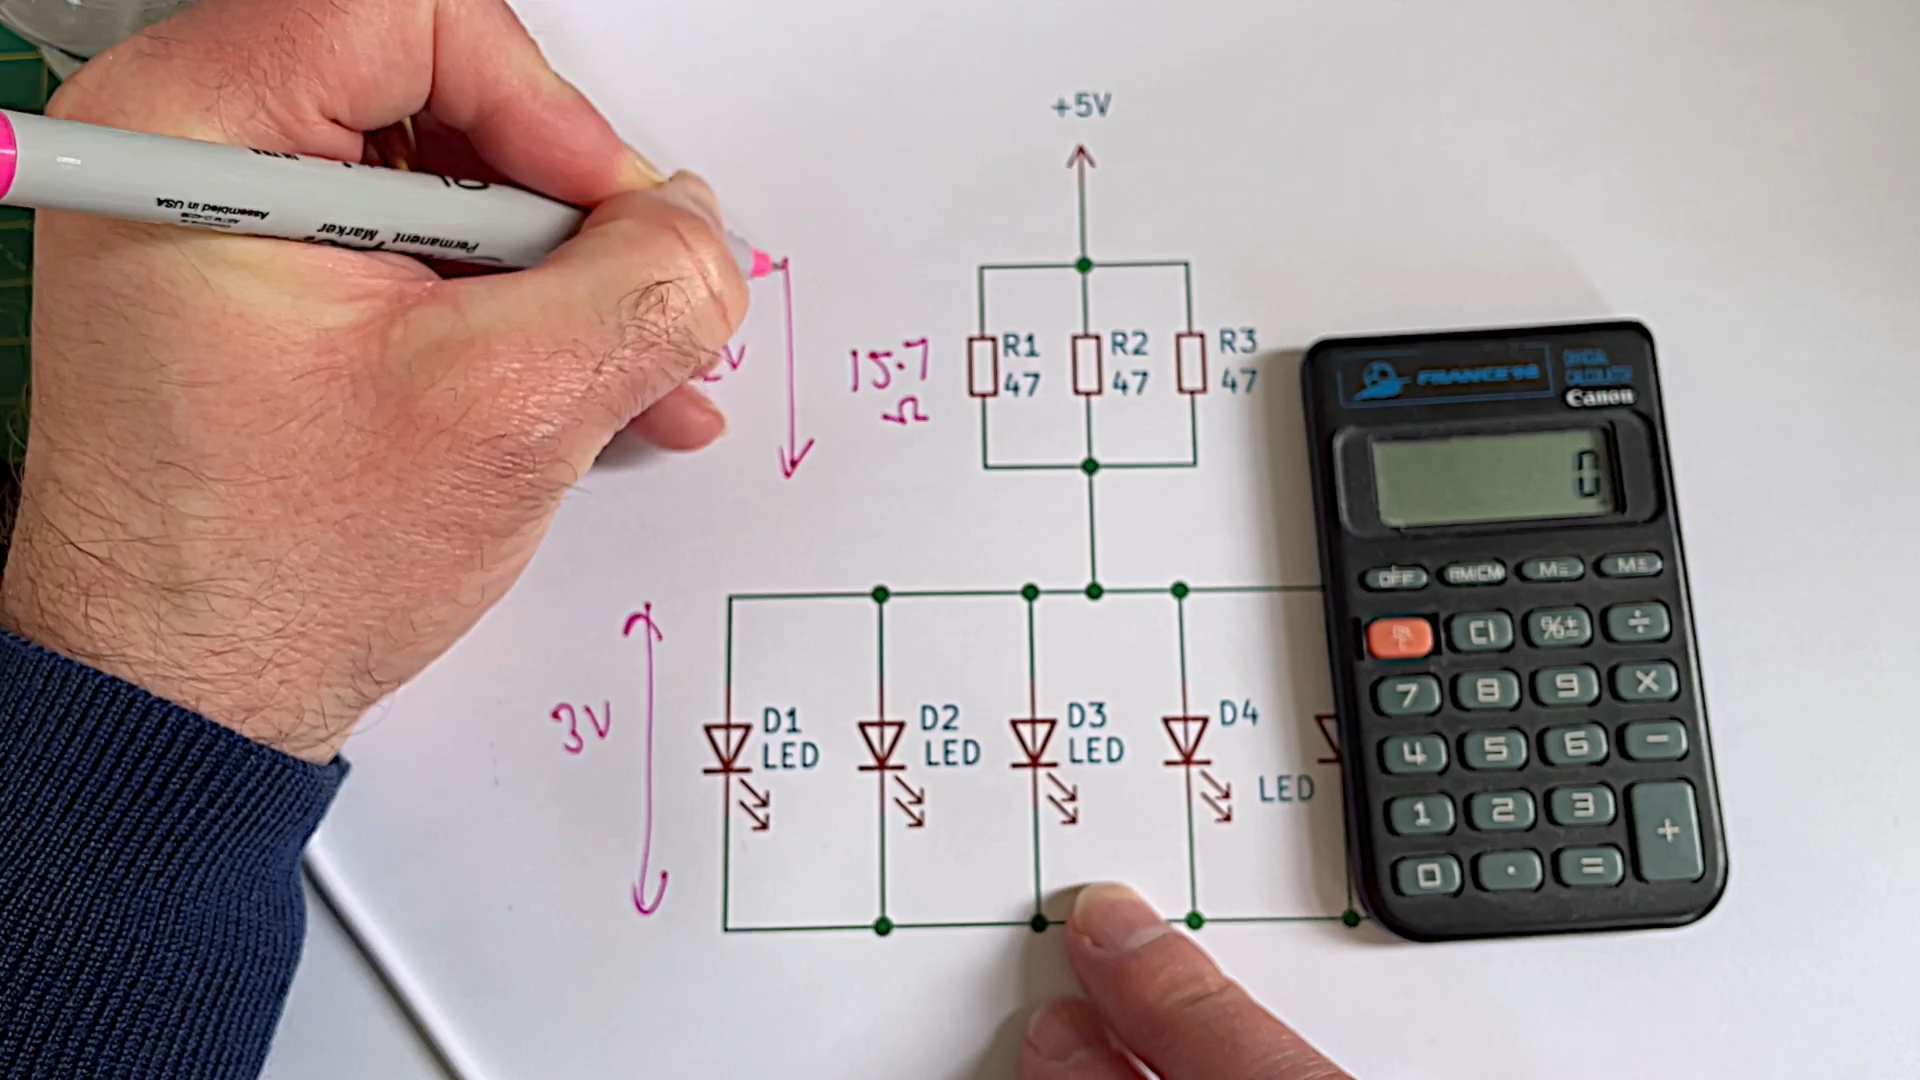 +5V
Assembled in USA
Permanent Marker
15.7
Ω
R1
47
R2
47
R3
47
3V
D1
LED
D2
LED
D3
LED
D4
LED
FRANCE'98
OFFICIAL
CALCULATOR
Canon
0
OFF
RM/CM
CI
%±
÷
7
8
9
×
4
5
6
-
1
2
3
+
0
.
=